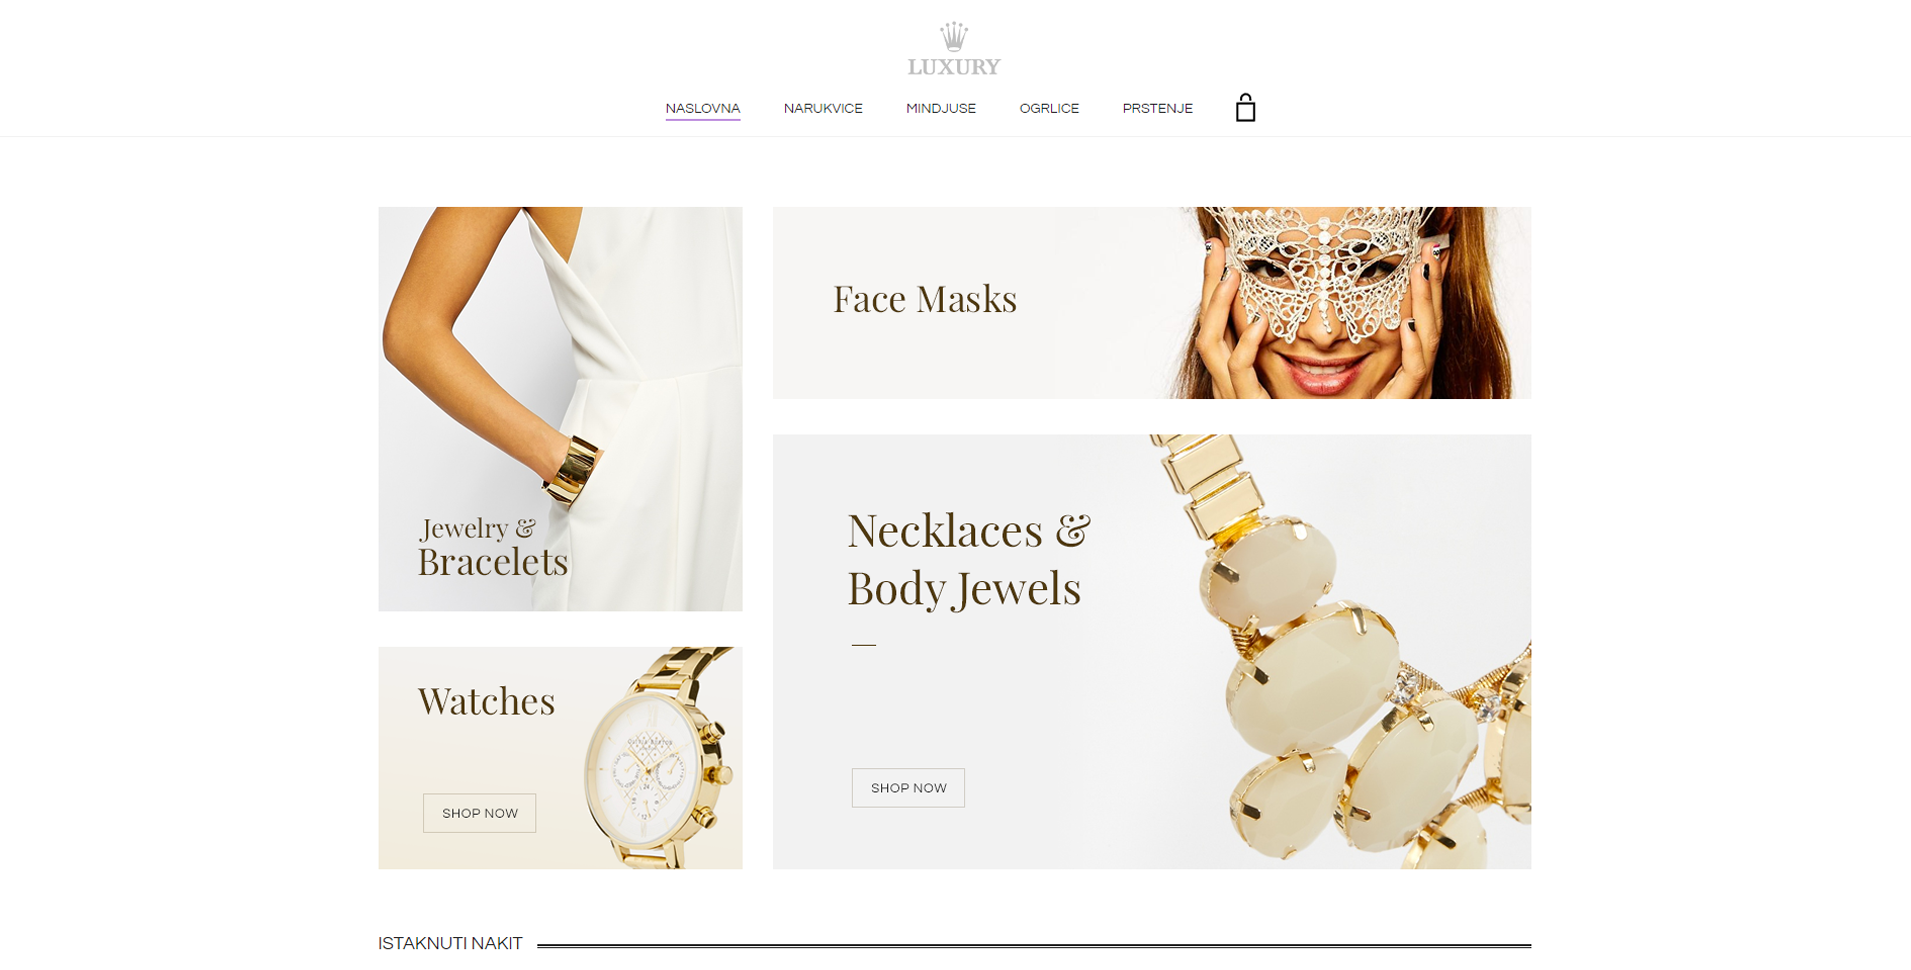 LUXURY
NASLOVNA
NARUKVICE
MINDJUSE
OGRLICE
PRSTENJE
Jewelry &
Bracelets
Face Masks
Necklaces &
Body Jewels
SHOP NOW
Watches
SHOP NOW
ISTAKNUTI NAKIT